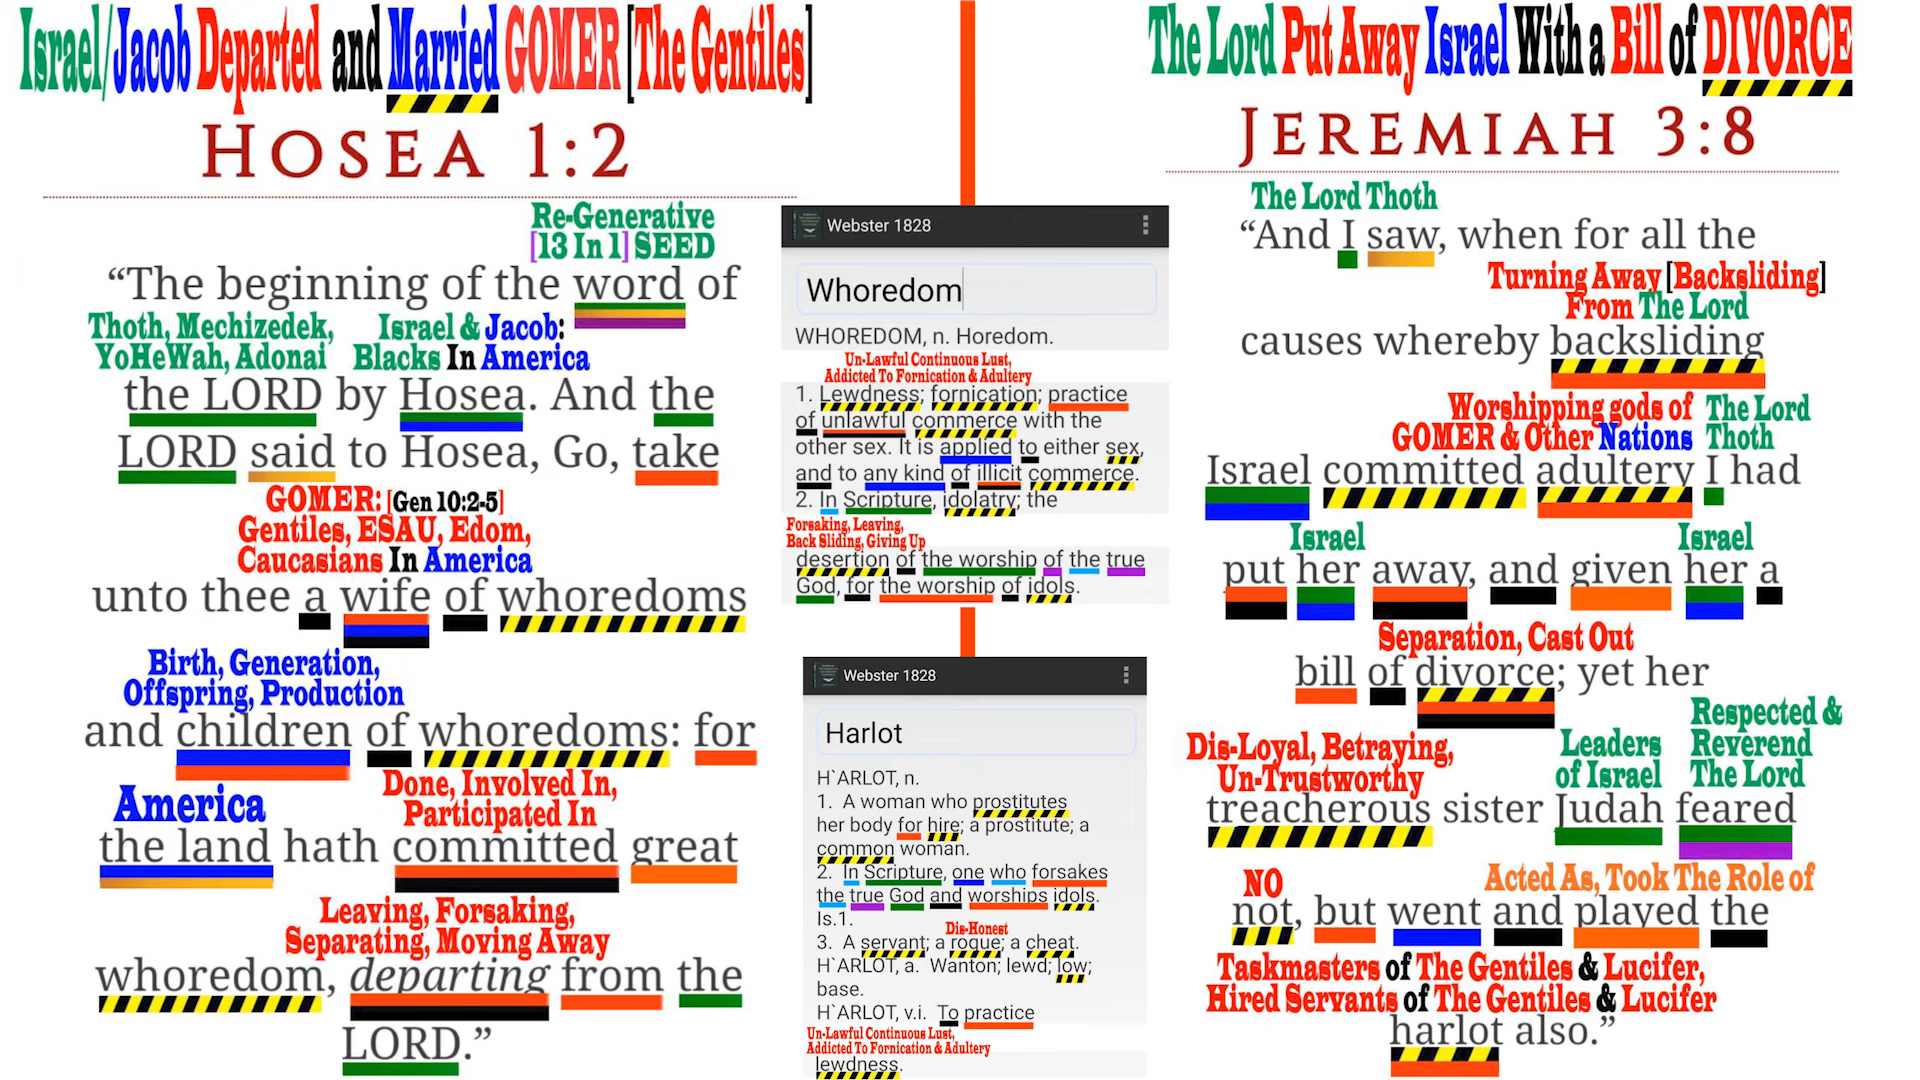 Israel/Jacob Departed and Married GOMER [The Gentiles]
HOSEA 1:2
Re-Generative
[13 In 1] SEED
“The beginning of the word of
Thoth, Mechizedek, Israel & Jacob:
YoHeWah, Adonai Blacks In America
the LORD by Hosea. And the
LORD said to Hosea, Go, take
GOMER: [Gen 10:2-5]
Gentiles, ESAU, Edom,
Caucasians In America
unto thee a wife of whoredoms
Birth, Generation,
Offspring, Production
and children of whoredoms: for
America Done, Involved In,
Participated In
the land hath committed great
Leaving, Forsaking,
Separating, Moving Away
whoredom, departing from the
LORD.”
Webster 1828
Whoredom
WHOREDOM, n. Horedom.
Un-Lawful Continuous Lust,
Addicted To Fornication & Adultery
1. Lewdness; fornication; practice
of unlawful commerce with the
other sex. It is applied to either sex,
and to any kind of illicit commerce.
2. In Scripture, idolatry; the
Forsaking, Leaving,
Back Sliding, Giving Up
desertion of the worship of the true
God, for the worship of idols.
Webster 1828
Harlot
H`ARLOT, n.
1. A woman who prostitutes
her body for hire; a prostitute; a
common woman.
2. In Scripture, one who forsakes
the true God and worships idols.
Is.1.
Dis-Honest
3. A servant; a rogue; a cheat.
H`ARLOT, a. Wanton; lewd; low;
base.
H`ARLOT, v.i. To practice
Un-Lawful Continuous Lust,
Addicted To Fornication & Adultery
lewdness.
The Lord Put Away Israel With a Bill of DIVORCE
JEREMIAH 3:8
The Lord Thoth
“And I saw, when for all the
Turning Away [Backsliding]
From The Lord
causes whereby backsliding
Worshipping gods of The Lord
GOMER & Other Nations Thoth
Israel committed adultery I had
Israel Israel
put her away, and given her a
Separation, Cast Out
bill of divorce; yet her
Respected &
Dis-Loyal, Betraying, Leaders Reverend
Un-Trustworthy of Israel The Lord
treacherous sister Judah feared
NO Acted As, Took The Role of
not, but went and played the
Taskmasters of The Gentiles & Lucifer,
Hired Servants of The Gentiles & Lucifer
harlot also.”